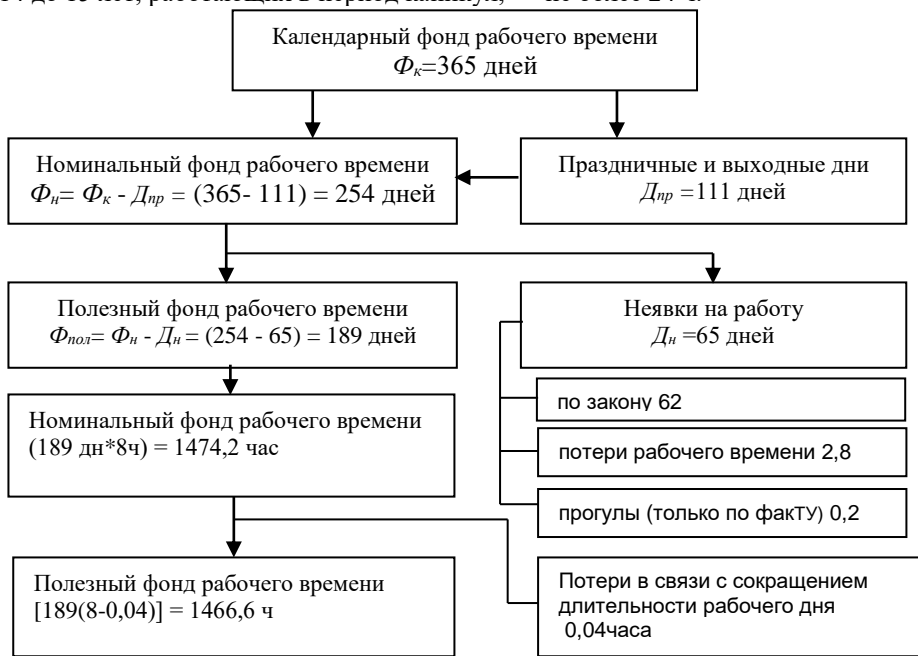 Календарный фонд рабочего времени
Фк=365 дней
Номинальный фонд рабочего времени
Фн= Фк - Дпр = (365- 111) = 254 дней
Праздничные и выходные дни
Дпр =111 дней
Полезный фонд рабочего времени
Фпол= Фн - Дн = (254 - 65) = 189 дней
Неявки на работу
Дн =65 дней
по закону 62
потери рабочего времени 2,8
прогулы (только по факТУ) 0,2
Номинальный фонд рабочего времени
(189 дн*8ч) = 1474,2 час
Полезный фонд рабочего времени
[189(8-0,04)] = 1466,6 ч
Потери в связи с сокращением
длительности рабочего дня
0,04часа